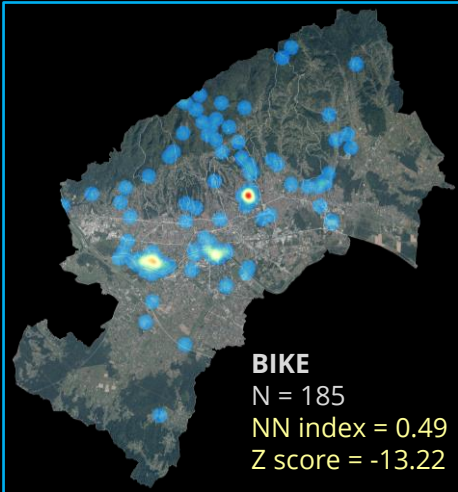 BIKE
N = 185
NN index = 0.49
Z score = -13.22